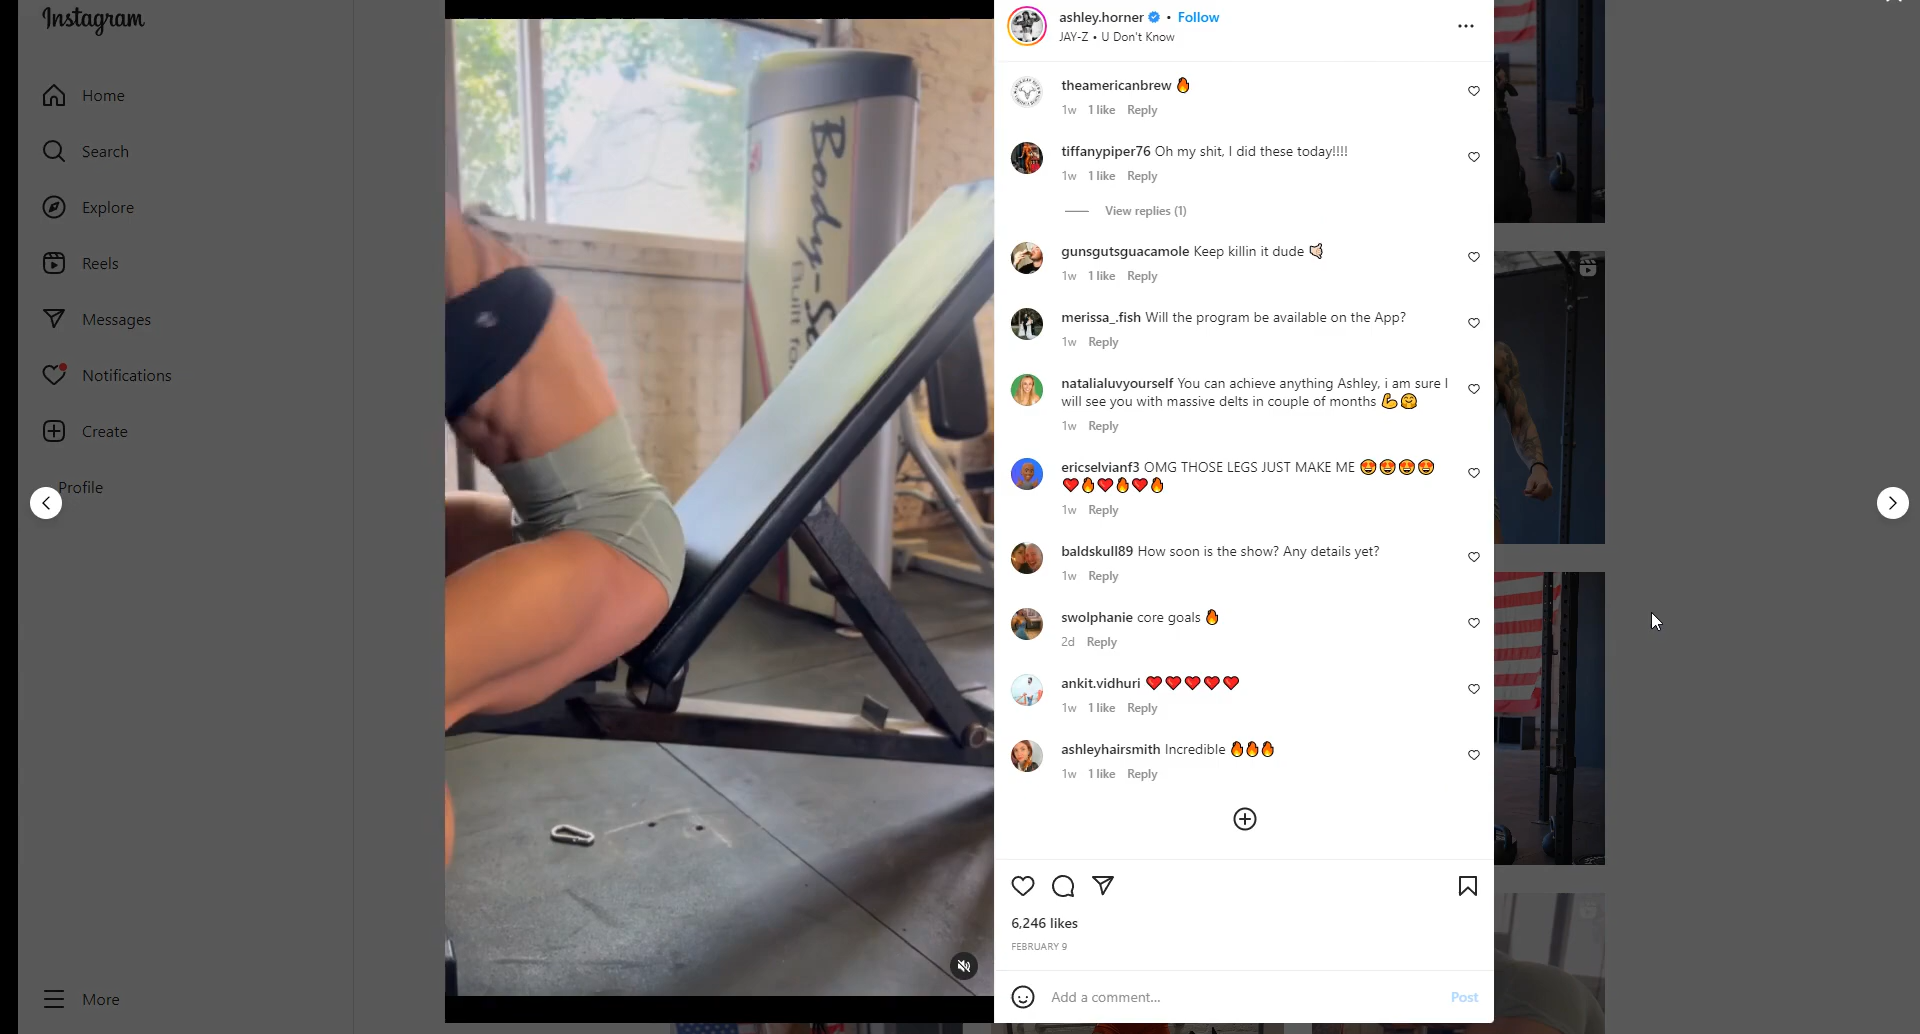 Instagram
Home
Search
Explore
Reels
Messages
Notifications
Create
Profile
More
Body-So
Built fo
ashley.horner • Follow
JAY-Z • U Don't Know
theamericanbrew 🔥
1w 1 like Reply
tiffanypiper76 Oh my shit, I did these today!!!!
1w 1 like Reply
View replies (1)
gunsgutsguacamole Keep killin it dude 🤙🏻
1w 1 like Reply
merissa_.fish Will the program be available on the App?
1w Reply
natalialuvyourself You can achieve anything Ashley, i am sure I
will see you with massive delts in couple of months 💪🤗
1w Reply
ericselvianf3 OMG THOSE LEGS JUST MAKE ME 😍😍😍😍
❤️🔥❤️🔥❤️🔥
1w Reply
baldskull89 How soon is the show? Any details yet?
1w Reply
swolphanie core goals 🔥
2d Reply
ankit.vidhuri ❤️❤️❤️❤️❤️
1w 1 like Reply
ashleyhairsmith Incredible 🔥🔥🔥
1w 1 like Reply
6,246 likes
FEBRUARY 9
Add a comment... Post